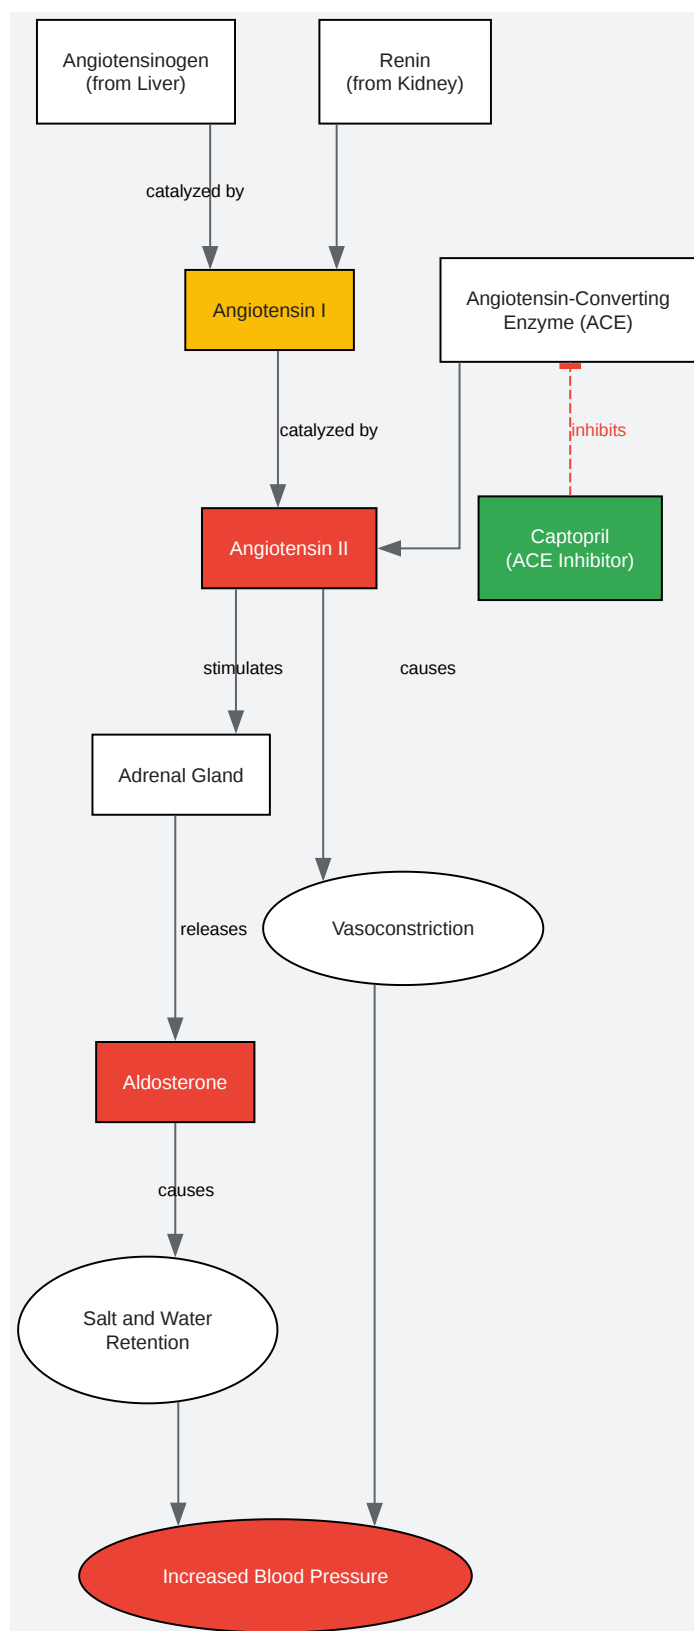 Angiotensinogen
(from Liver)
Renin
(from Kidney)
catalyzed by
Angiotensin I
Angiotensin-Converting
Enzyme (ACE)
catalyzed by
inhibits
Angiotensin II
Captopril
(ACE Inhibitor)
stimulates
causes
Adrenal Gland
releases
Vasoconstriction
Aldosterone
causes
Salt and Water
Retention
Increased Blood Pressure